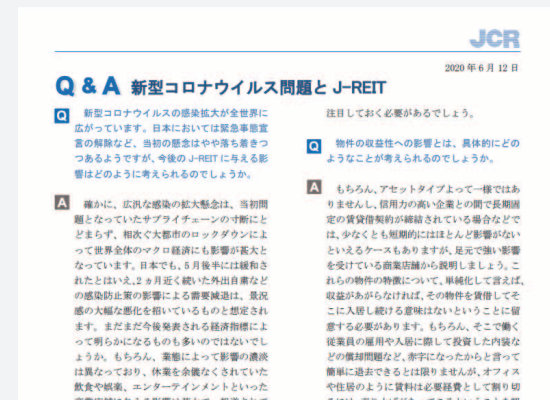 JCR
2020年6月12日
Q & A 新型コロナウイルス問題と J-REIT
Q 新型コロナウイルスの感染拡大が全世界に
広がっています。日本においては緊急事態宣
言の解除など、当初の懸念はやや落ち着きつ
つあるようですが、今後の J-REIT に与える影
響はどのように考えられるのでしょうか。
A 確かに、広汎な感染の拡大懸念は、当初問
題となっていたサプライチェーンの寸断にと
どまらず、相次ぐ大都市のロックダウンによ
って世界全体のマクロ経済にも影響が甚大と
なっています。日本でも、5月後半には緩和さ
れたとはいえ、2ヵ月近く続いた外出自粛など
の感染防止策の影響による需要減退は、景況
感の大幅な悪化を招いているものと想定され
ます。まだまだ今後発表される経済指標によ
って明らかになるものも多いのではないでし
ょうか。もちろん、業態によって影響の濃淡
は異なっており、休業を余儀なくされていた
飲食や娯楽、エンターテインメントといった
注目しておく必要があるでしょう。
Q 物件の収益性への影響とは、具体的にどの
ようなことが考えられるのでしょうか。
A もちろん、アセットタイプよって一様ではあ
りませんし、信用力の高い企業との間で長期固
定の賃貸借契約が締結されている場合などで
は、少なくとも短期的にはほとんど影響がない
といえるケースもありますが、足元で強い影響
を受けている商業店舗から説明しましょう。こ
れらの物件の特徴について、単純化して言えば、
収益があがらなければ、その物件を賃借してそ
こに入居し続ける意味はないということに留
意する必要があります。もちろん、そこで働く
従業員の雇用や入居に際して投資した内装な
どの償却問題など、赤字になったからと言って
簡単に退去できるとは限りませんが、オフィス
や住居のように賃料は必要経費として割り切